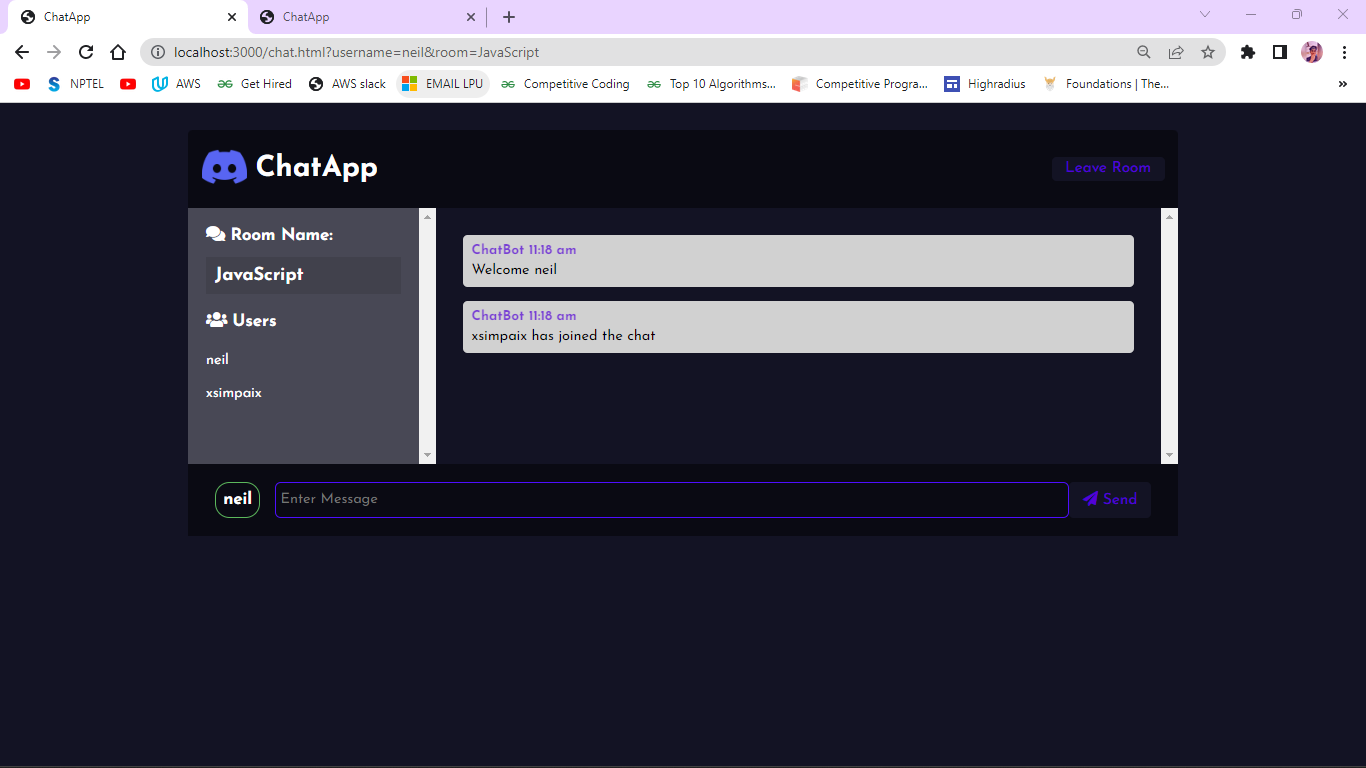 ChatApp ChatApp
localhost:3000/chat.html?username=neil&room=JavaScript
NPTEL AWS Get Hired AWS slack EMAIL LPU Competitive Coding Top 10 Algorithms... Competitive Progra... Highradius Foundations | The... »
ChatApp Leave Room
Room Name:
JavaScript
Users
neil
xsimpaix
ChatBot 11:18 am
Welcome neil
ChatBot 11:18 am
xsimpaix has joined the chat
neil Enter Message Send